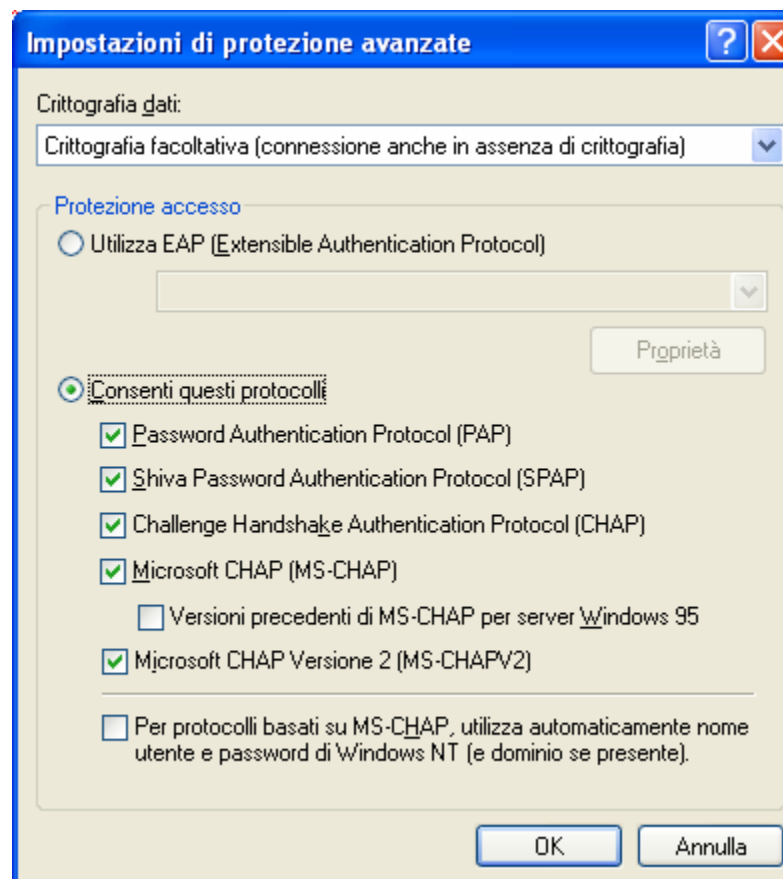 Impostazioni di protezione avanzate
Crittografia dati:
Crittografia facoltativa (connessione anche in assenza di crittografia)
Protezione accesso
Utilizza EAP (Extensible Authentication Protocol)
Proprietà
Consenti questi protocolli
Password Authentication Protocol (PAP)
Shiva Password Authentication Protocol (SPAP)
Challenge Handshake Authentication Protocol (CHAP)
Microsoft CHAP (MS-CHAP)
Versioni precedenti di MS-CHAP per server Windows 95
Microsoft CHAP Versione 2 (MS-CHAPV2)
Per protocolli basati su MS-CHAP, utilizza automaticamente nome
utente e password di Windows NT (e dominio se presente).
OK Annulla